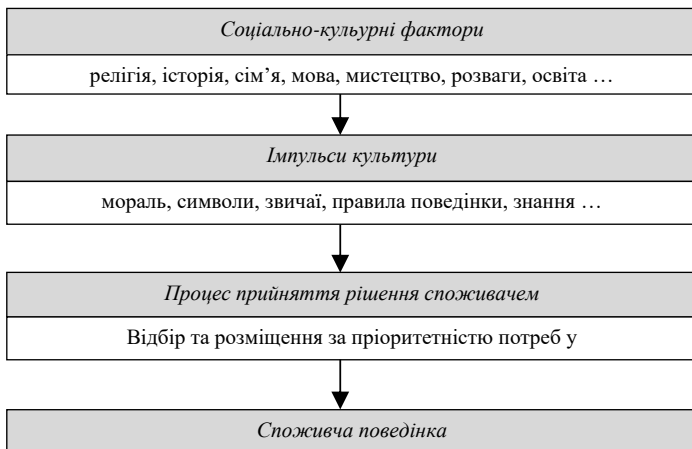 Соціально-кульурні фактори
релігія, історія, сім’я, мова, мистецтво, розваги, освіта …
Імпульси культури
мораль, символи, звичаї, правила поведінки, знання …
Процес прийняття рішення споживачем
Відбір та розміщення за пріоритетністю потреб у
Споживча поведінка